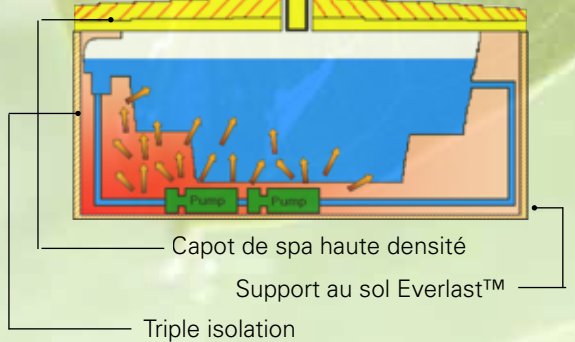 Pump Pump
Capot de spa haute densité
Support au sol Everlast™
Triple isolation